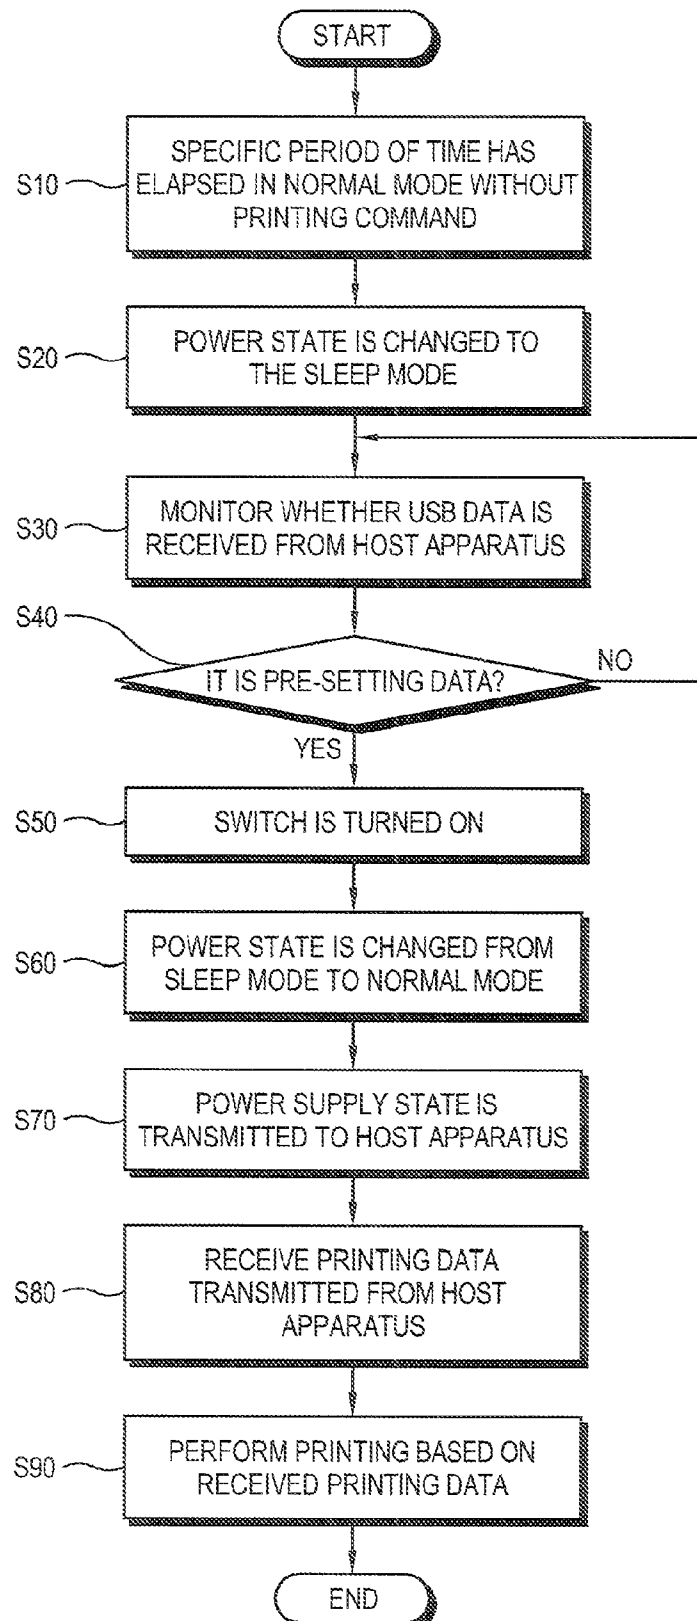 START
S10
SPECIFIC PERIOD OF TIME HAS
ELAPSED IN NORMAL MODE WITHOUT
PRINTING COMMAND
S20
POWER STATE IS CHANGED TO
THE SLEEP MODE
S30
MONITOR WHETHER USB DATA IS
RECEIVED FROM HOST APPARATUS
S40
IT IS PRE-SETTING DATA?
NO
YES
S50
SWITCH IS TURNED ON
S60
POWER STATE IS CHANGED FROM
SLEEP MODE TO NORMAL MODE
S70
POWER SUPPLY STATE IS
TRANSMITTED TO HOST APPARATUS
S80
RECEIVE PRINTING DATA
TRANSMITTED FROM HOST
APPARATUS
S90
PERFORM PRINTING BASED ON
RECEIVED PRINTING DATA
END